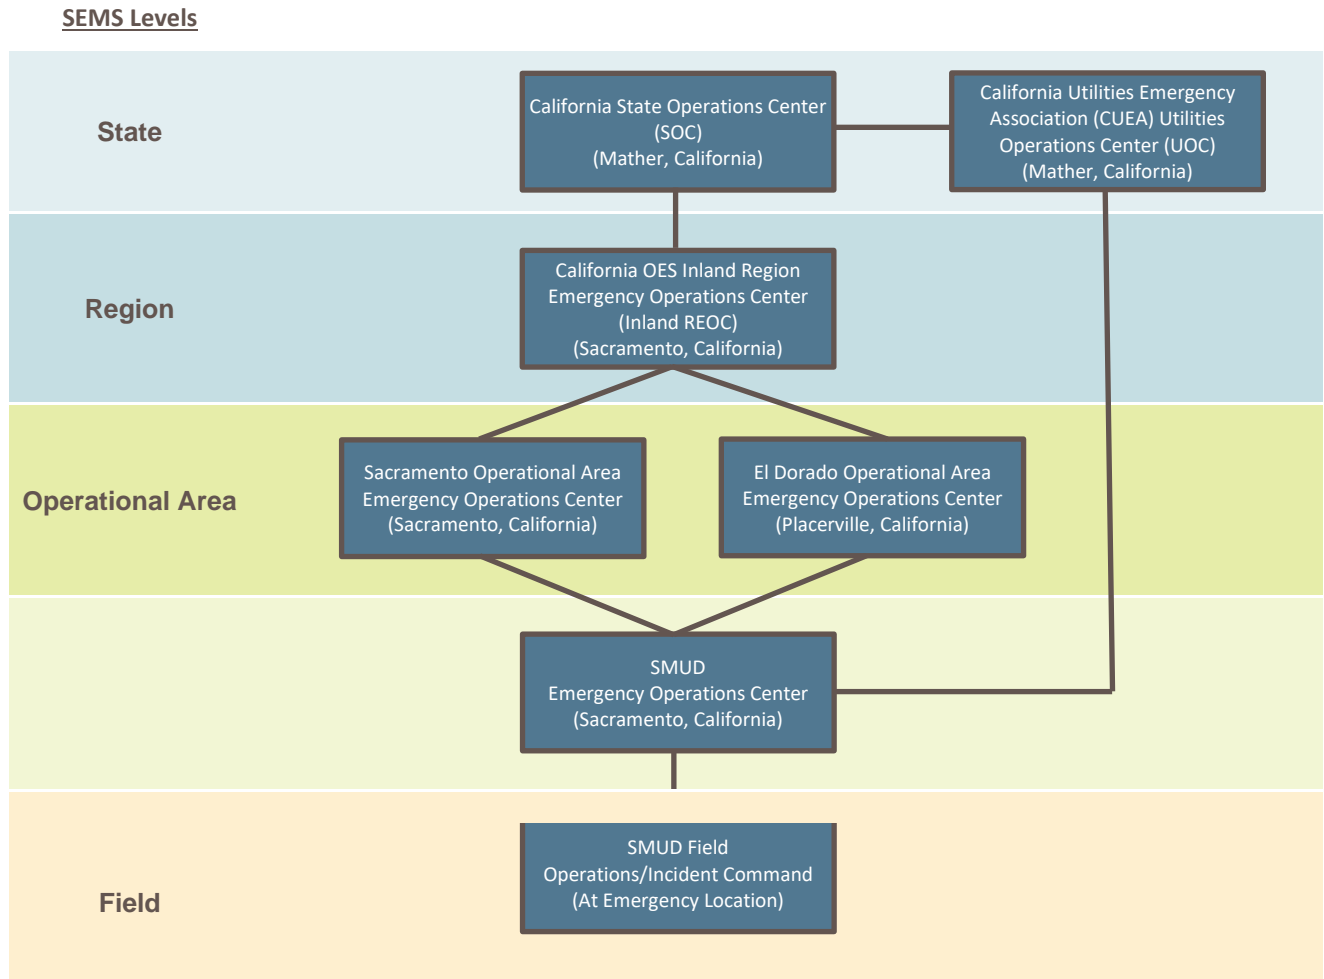 SEMS Levels
State
California State Operations Center
(SOC)
(Mather, California)
California Utilities Emergency
Association (CUEA) Utilities
Operations Center (UOC)
(Mather, California)
Region
California OES Inland Region
Emergency Operations Center
(Inland REOC)
(Sacramento, California)
Operational Area
Sacramento Operational Area
Emergency Operations Center
(Sacramento, California)
El Dorado Operational Area
Emergency Operations Center
(Placerville, California)
SMUD
Emergency Operations Center
(Sacramento, California)
Field
SMUD Field
Operations/Incident Command
(At Emergency Location)